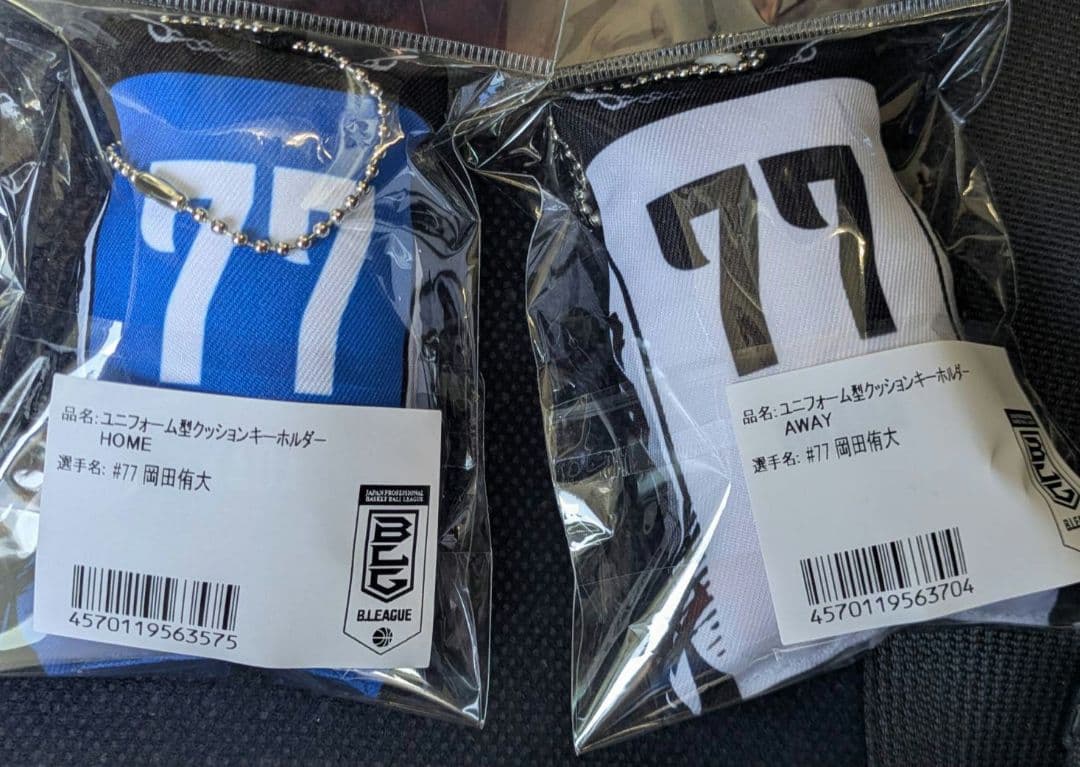 77
品名:ユニフォーム型クッションキーホルダー
HOME
選手名: #77 岡田侑大
JAPAN PROFESSIONAL
BASKETBALL LEAGUE
BLG
B.LEAGUE
4570119563575
77
品名:ユニフォーム型クッションキーホルダー
AWAY
選手名: #77 岡田侑大
4570119563704